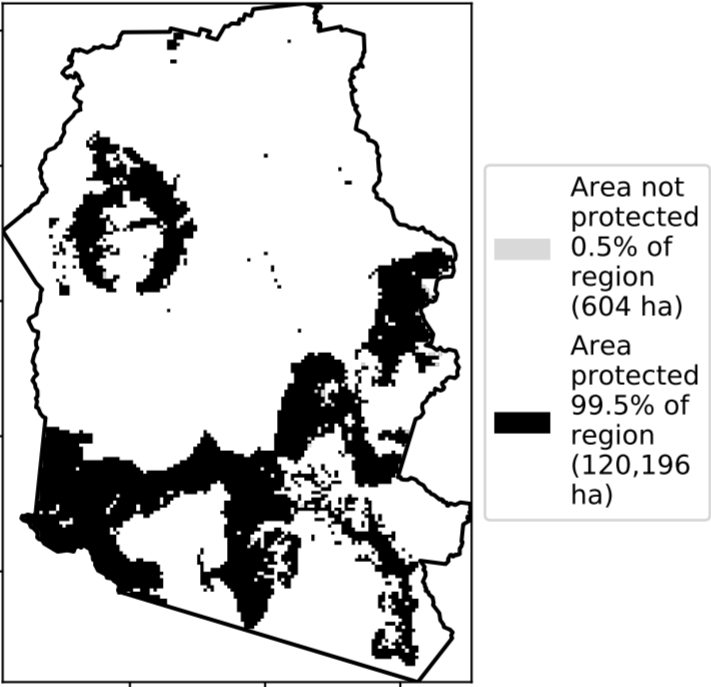 Area not
protected
0.5% of
region
(604 ha)
Area
protected
99.5% of
region
(120,196
ha)